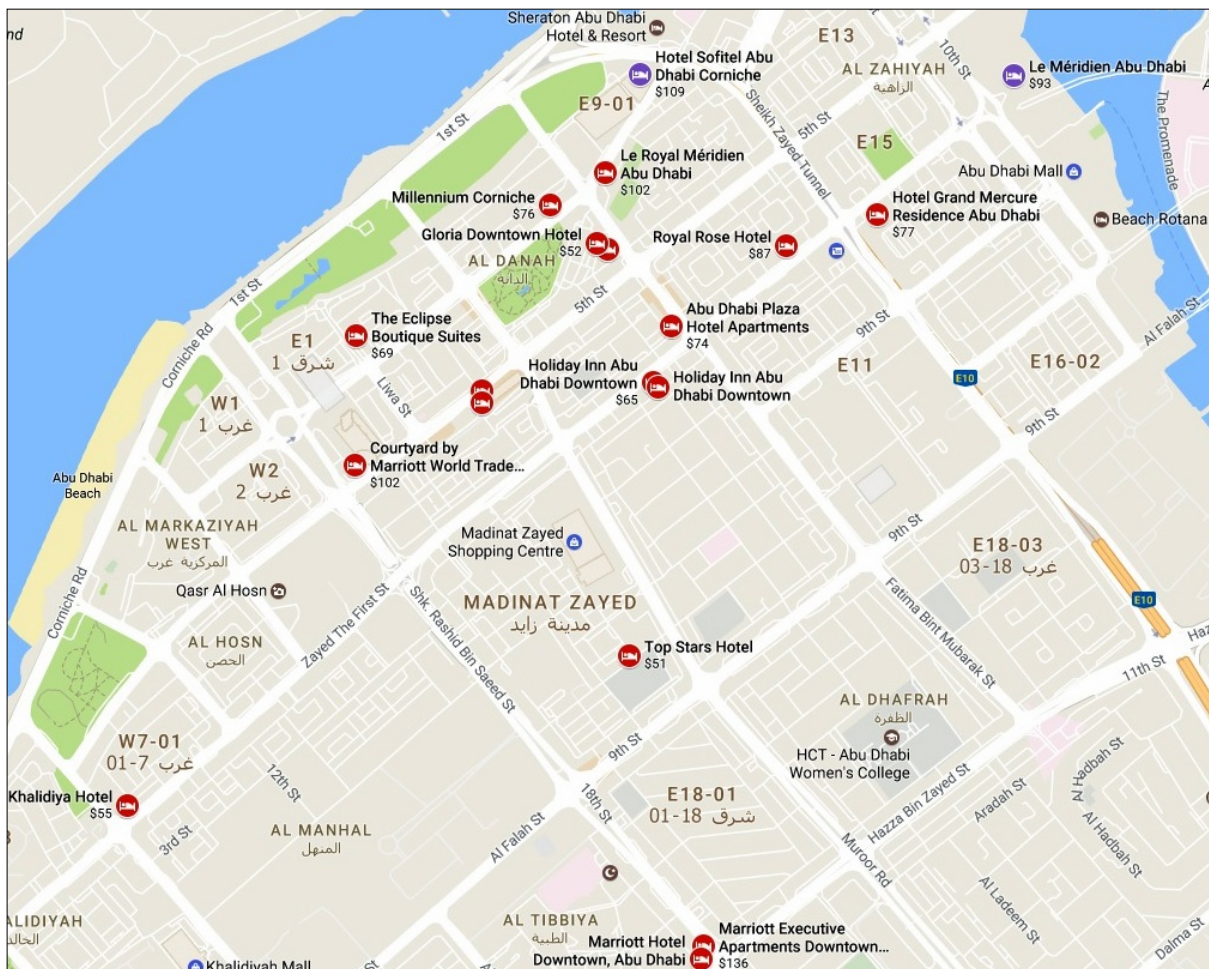 nd
Sheraton Abu Dhabi
Hotel & Resort
E13
10th St
Hotel Sofitel Abu
Dhabi Corniche
$109
AL ZAHIYAH
الزاهية
Le Méridien Abu Dhabi
$93
The Promenade
E9-01
1st St
Sheikh Zayed Tunnel
5th St
E15
Le Royal Méridien
Abu Dhabi
$102
Abu Dhabi Mall
Millennium Corniche
$76
Hotel Grand Mercure
Residence Abu Dhabi
$77
Beach Rotana
Gloria Downtown Hotel
$52
Royal Rose Hotel
$87
AL DANAH
الدانة
1st St
5th St
Abu Dhabi Plaza
Hotel Apartments
$74
9th St
Al Falah St
The Eclipse
Boutique Suites
$69
Corniche Rd
E1
شرق 1
Liwa St
Holiday Inn Abu
Dhabi Downtown
$65
Holiday Inn Abu
Dhabi Downtown
E11
E16-02
E10
W1
غرب 1
9th St
Courtyard by
Marriott World Trade...
$102
W2
غرب 2
Abu Dhabi
Beach
AL MARKAZIYAH
WEST
المركزية غرب
Madinat Zayed
Shopping Centre
9th St
E18-03
غرب 18-03
Qasr Al Hosn
Corniche Rd
MADINAT ZAYED
مدينة زايد
Shk. Rashid Bin Saeed St
Zayed The First St
Fatima Bint Mubarak St
E10
AL HOSN
الحصن
Top Stars Hotel
$51
Haz
11th St
AL DHAFRAH
الظفرة
W7-01
غرب 7-01
9th St
HCT - Abu Dhabi
Women's College
12th St
Khalidiya Hotel
$55
E18-01
شرق 18-01
18th St
Hazza Bin Zayed St
Aradah St
Al Hadbah St
Al Hadbah St
3rd St
AL MANHAL
المنهل
Al Falah St
Muroor Rd
Al Ladeem St
Dalma St
ALIDIYAH
الخالد
AL TIBBIYA
الطبية
Marriott Hotel
Downtown, Abu Dhabi
Marriott Executive
Apartments Downtown...
$136
Khalidiyah Mall